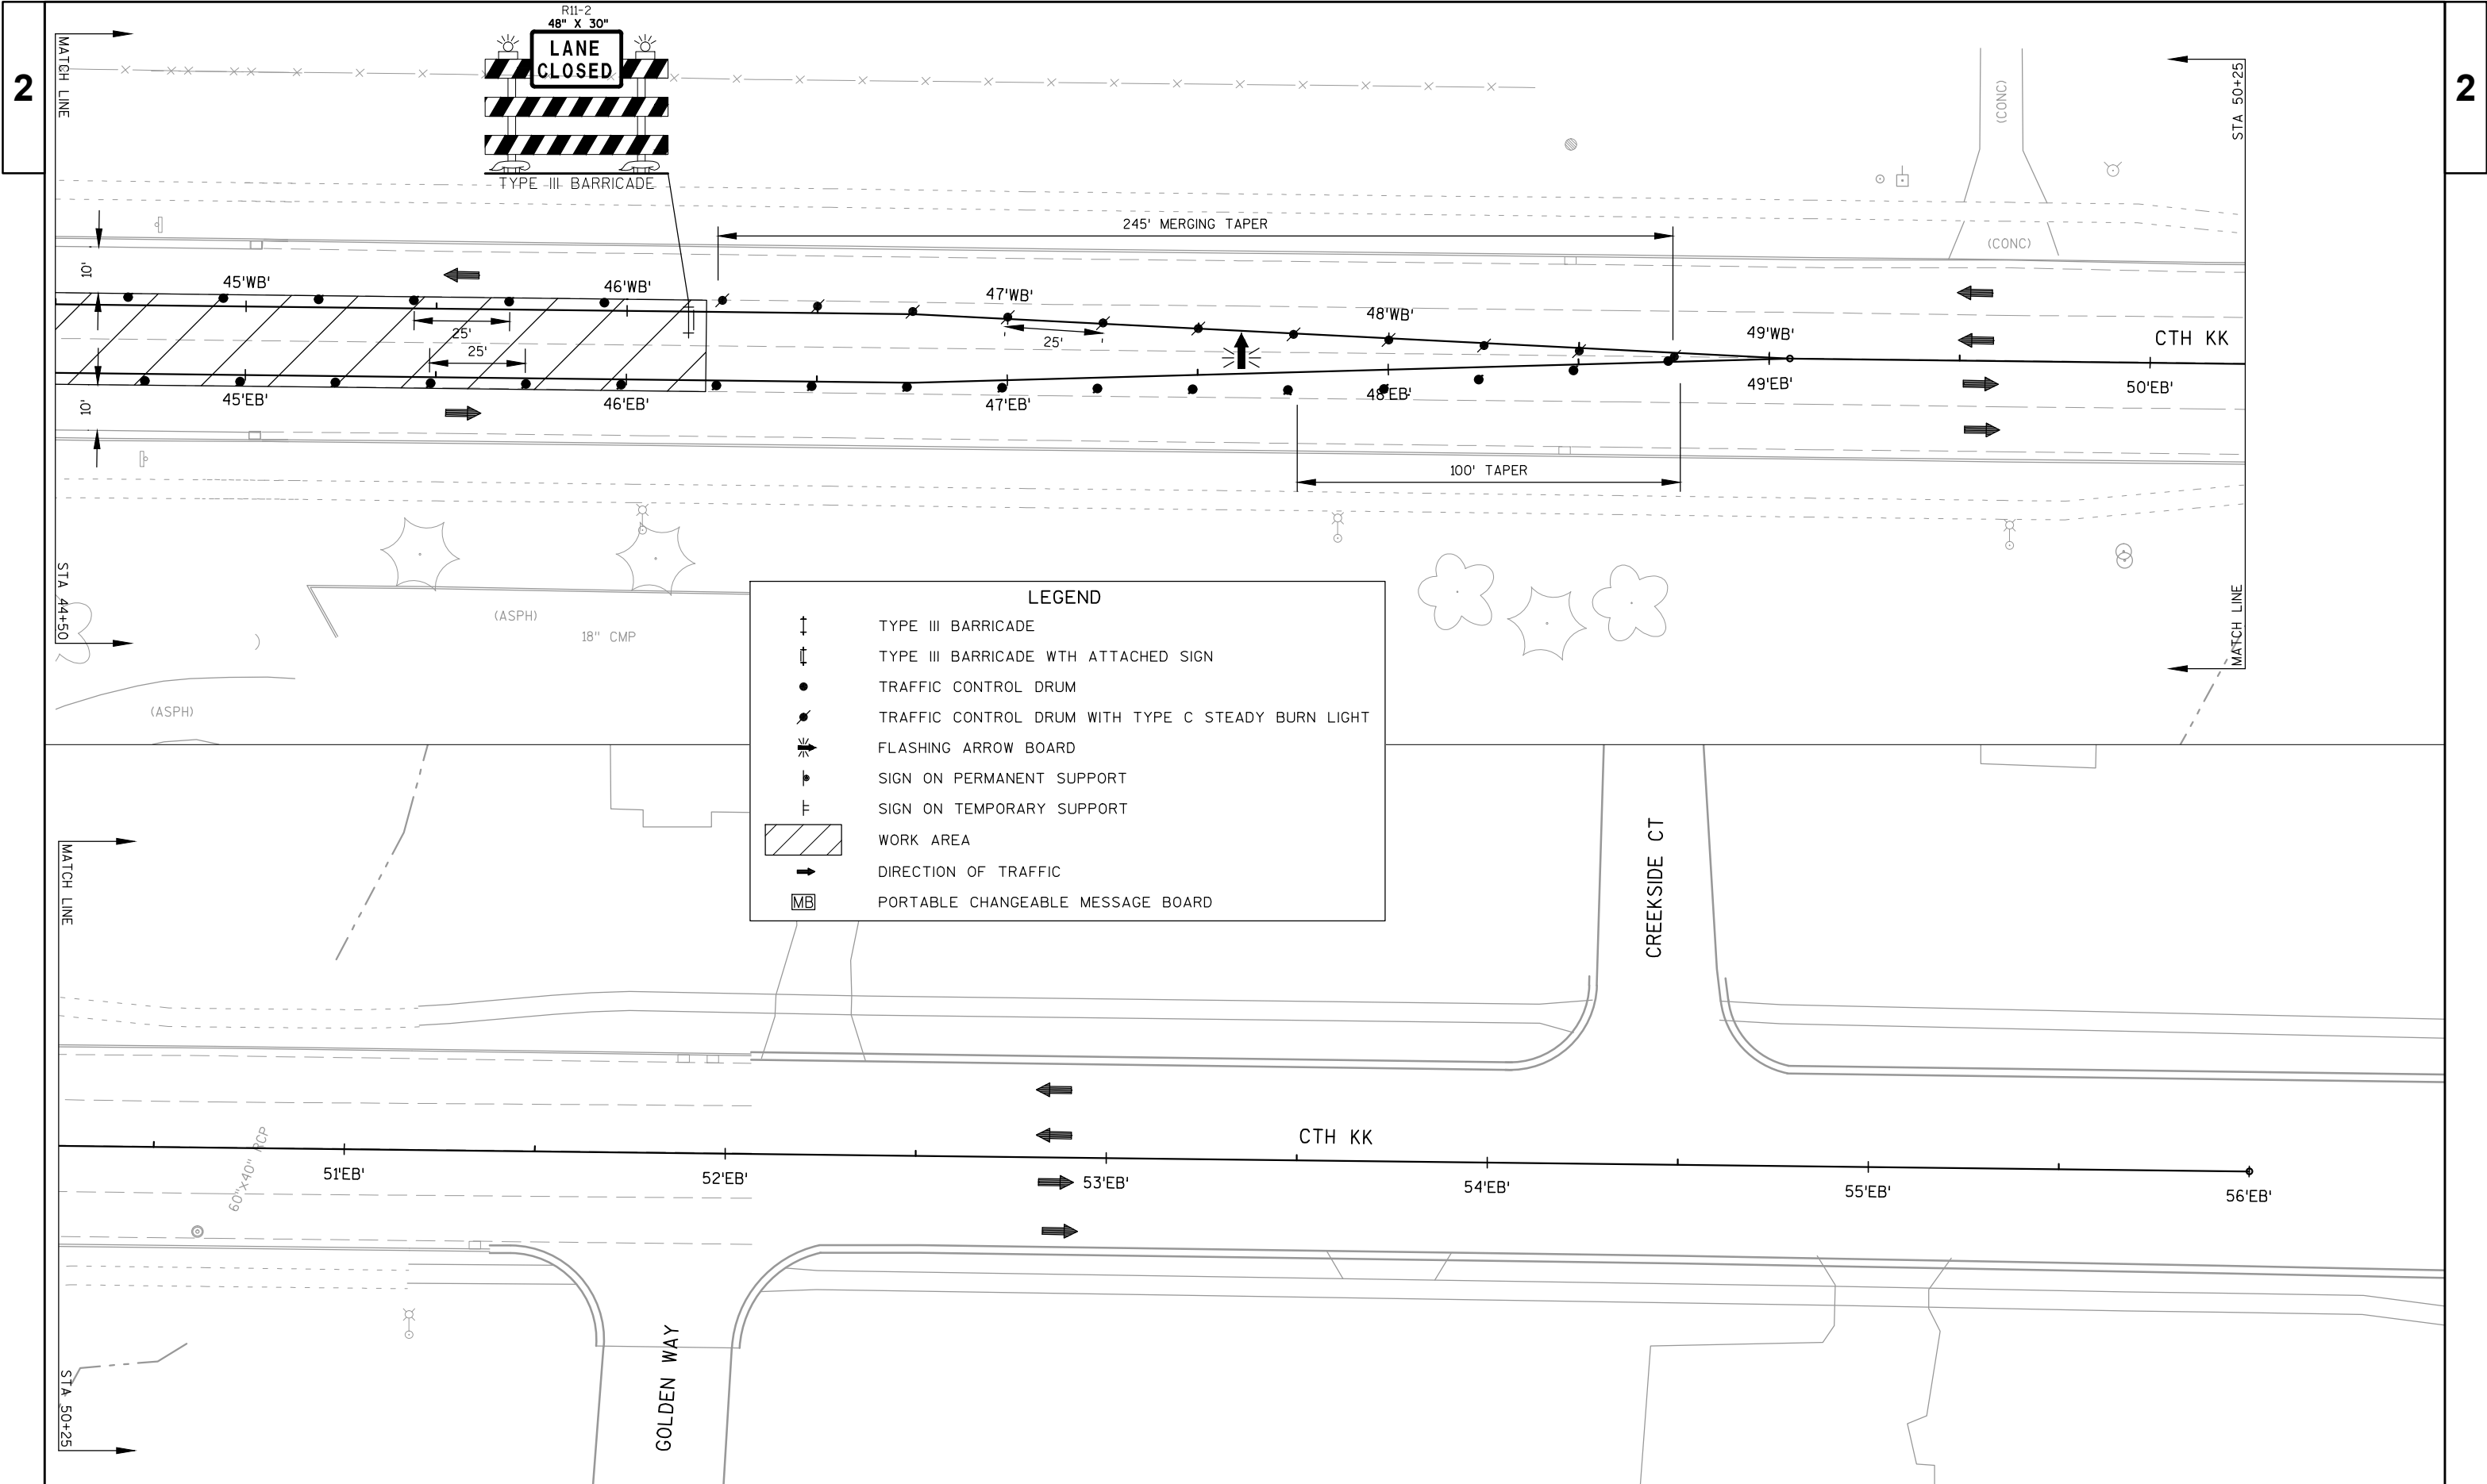 2
2
R11-2
48" X 30"
LANE
CLOSED
TYPE III BARRICADE
MATCH LINE
STA 44+50
STA 50+25
MATCH LINE
(CONC)
(CONC)
245' MERGING TAPER
10'
10'
45'WB'
46'WB'
47'WB'
48'WB'
49'WB'
25'
25'
25'
CTH KK
45'EB'
46'EB'
47'EB'
48'EB'
49'EB'
50'EB'
100' TAPER
(ASPH)
18" CMP
(ASPH)
LEGEND
TYPE III BARRICADE
TYPE III BARRICADE WTH ATTACHED SIGN
TRAFFIC CONTROL DRUM
TRAFFIC CONTROL DRUM WITH TYPE C STEADY BURN LIGHT
FLASHING ARROW BOARD
SIGN ON PERMANENT SUPPORT
SIGN ON TEMPORARY SUPPORT
WORK AREA
DIRECTION OF TRAFFIC
MB PORTABLE CHANGEABLE MESSAGE BOARD
MATCH LINE
STA 50+25
CREEKSIDE CT
CTH KK
60"x40" RCP
51'EB'
52'EB'
53'EB'
54'EB'
55'EB'
56'EB'
GOLDEN WAY